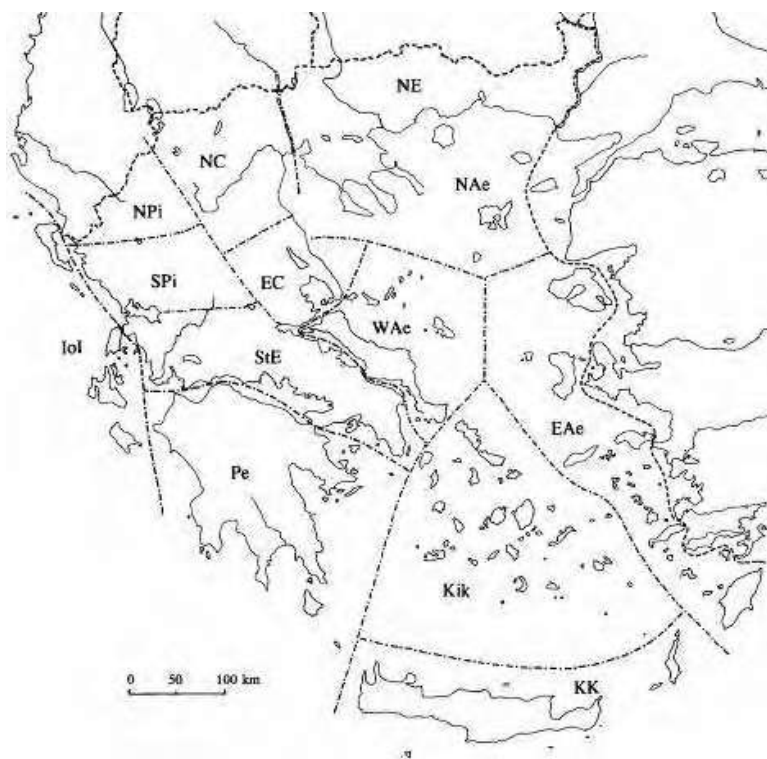 NE
NC
NAe
NPi
SPi
EC
WAe
IoI
StE
EAe
Pe
Kik
KK
0 50 100 km